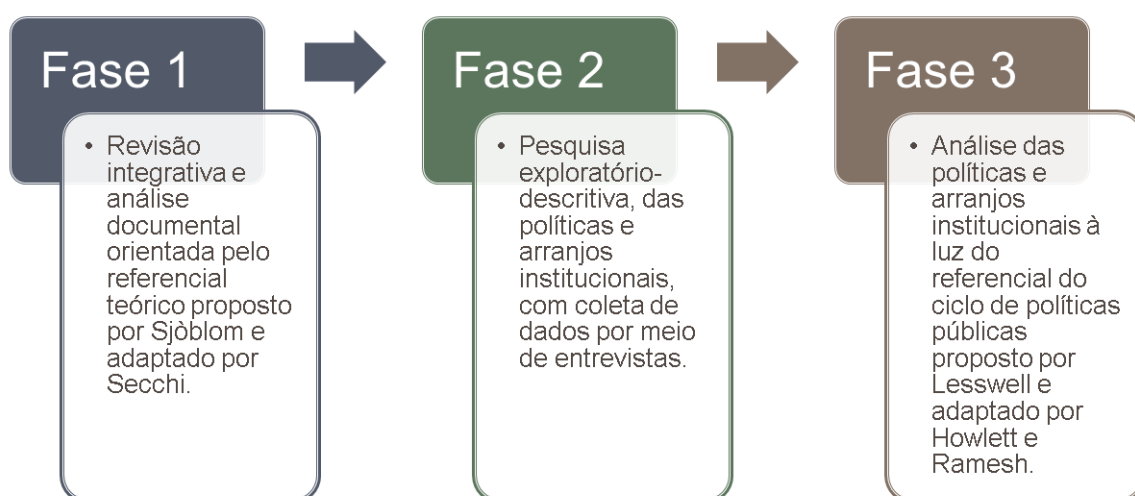 Fase 1
• Revisão
integrativa e
análise
documental
orientada pelo
referencial
teórico proposto
por Sjòblom e
adaptado por
Secchi.
Fase 2
• Pesquisa
exploratório-
descritiva, das
políticas e
arranjos
institucionais,
com coleta de
dados por meio
de entrevistas.
Fase 3
• Análise das
políticas e
arranjos
institucionais à
luz do
referencial do
ciclo de políticas
públicas
proposto por
Lesswell e
adaptado por
Howlett e
Ramesh.